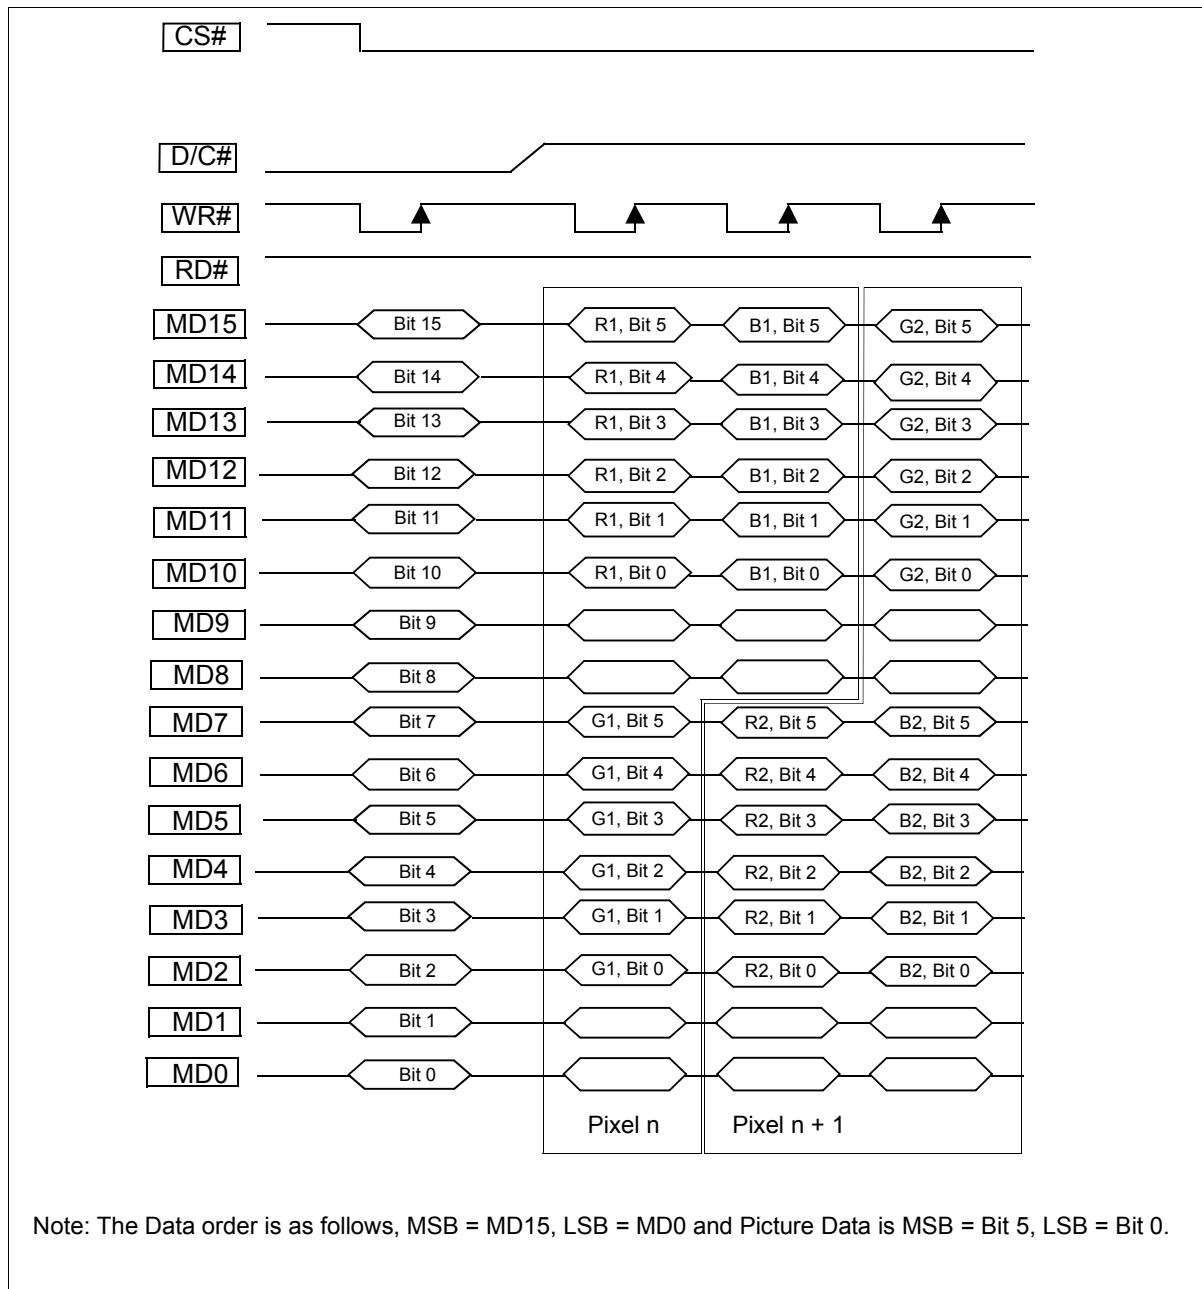 CS#
D/C#
WR#
RD#
MD15 Bit 15 R1, Bit 5 B1, Bit 5 G2, Bit 5
MD14 Bit 14 R1, Bit 4 B1, Bit 4 G2, Bit 4
MD13 Bit 13 R1, Bit 3 B1, Bit 3 G2, Bit 3
MD12 Bit 12 R1, Bit 2 B1, Bit 2 G2, Bit 2
MD11 Bit 11 R1, Bit 1 B1, Bit 1 G2, Bit 1
MD10 Bit 10 R1, Bit 0 B1, Bit 0 G2, Bit 0
MD9 Bit 9
MD8 Bit 8
MD7 Bit 7 G1, Bit 5 R2, Bit 5 B2, Bit 5
MD6 Bit 6 G1, Bit 4 R2, Bit 4 B2, Bit 4
MD5 Bit 5 G1, Bit 3 R2, Bit 3 B2, Bit 3
MD4 Bit 4 G1, Bit 2 R2, Bit 2 B2, Bit 2
MD3 Bit 3 G1, Bit 1 R2, Bit 1 B2, Bit 1
MD2 Bit 2 G1, Bit 0 R2, Bit 0 B2, Bit 0
MD1 Bit 1
MD0 Bit 0
Pixel n Pixel n + 1
Note: The Data order is as follows, MSB = MD15, LSB = MD0 and Picture Data is MSB = Bit 5, LSB = Bit 0.